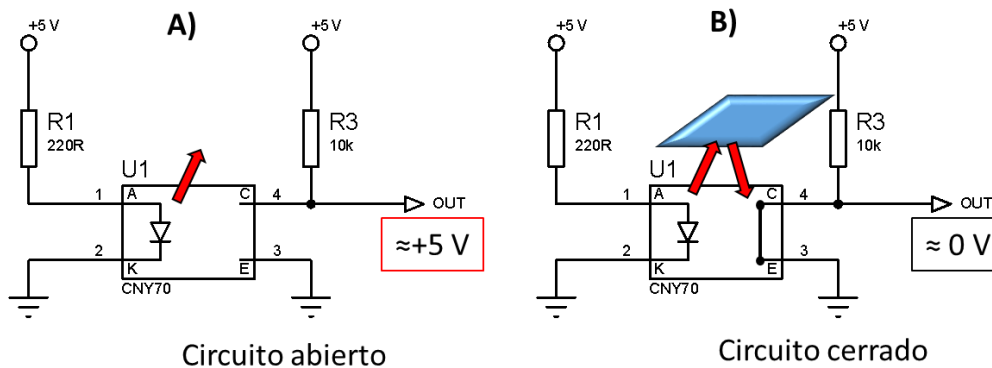 A)
+5 V
+5 V
R1
220R
R3
10k
U1
1
A
C
4
OUT
≈+5 V
2
K
E
3
CNY70
Circuito abierto
B)
+5 V
+5 V
R1
220R
R3
10k
U1
1
A
C
4
OUT
≈ 0 V
2
K
E
3
CNY70
Circuito cerrado